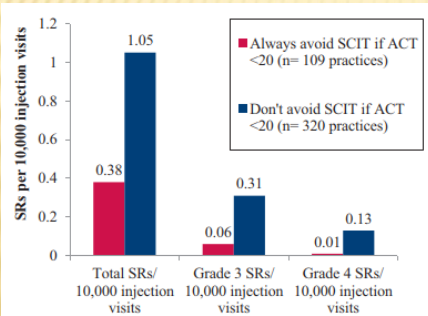 SRs per 10,000 injection visits
1.2
1
0.8
0.6
0.4
0.2
0
0.38
1.05
0.06
0.31
0.01
0.13
Always avoid SCIT if ACT
<20 (n= 109 practices)
Don't avoid SCIT if ACT
<20 (n= 320 practices)
Total SRs/
10,000 injection
visits
Grade 3 SRs/
10,000 injection
visits
Grade 4 SRs/
10,000 injection
visits